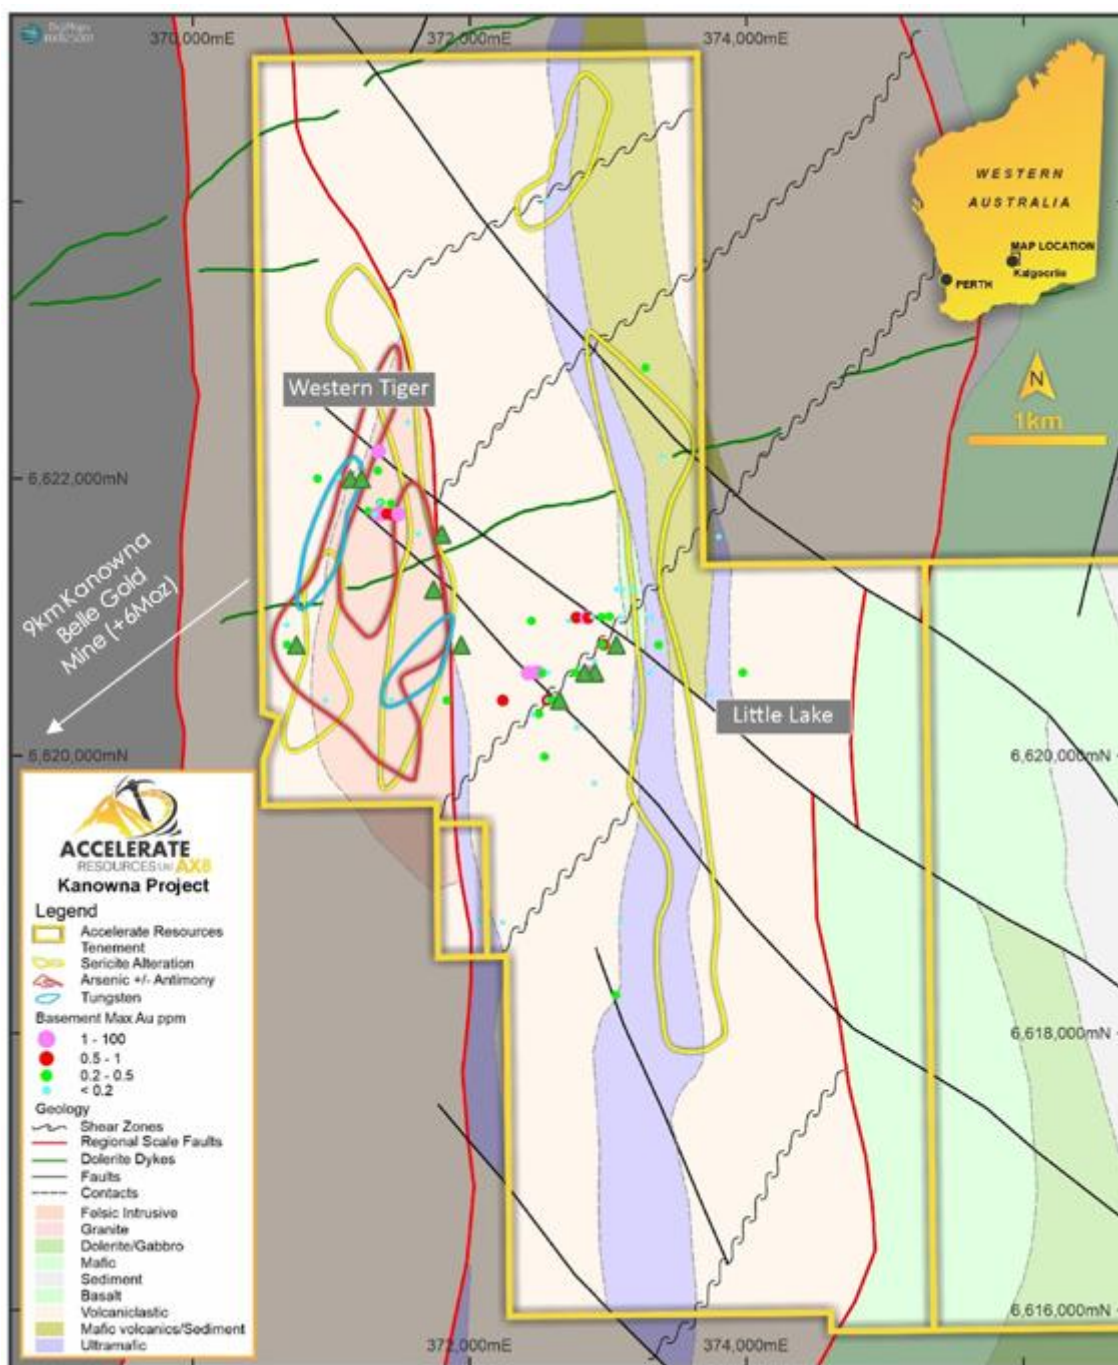 370,000mE
372,000mE
374,000mE
WESTERN
AUSTRALIA
MAP LOCATION
Kalgoorlie
PERTH
N
1km
Western Tiger
6,622,000mN
9km Kanowna
Belle Gold
Mine (+6Moz)
?
Little Lake
6,620,000mN
6,620,000mN
ACCELERATE
RESOURCES LIMITED AX8
Kanowna Project
Legend
Accelerate Resources
Tenement
Sericite Alteration
Arsenic +/- Antimony
Tungsten
Basement Max Au ppm
1 - 100
0.5 - 1
0.2 - 0.5
< 0.2
Geology
Shear Zones
Regional Scale Faults
Dolerite Dykes
Faults
Contacts
Felsic Intrusive
Granite
Dolerite/Gabbro
Mafic
Sediment
Basalt
Volcaniclastic
Mafic volcanics/Sediment
Ultramafic
6,618,000mN
6,616,000mN
372,000mE
374,000mE